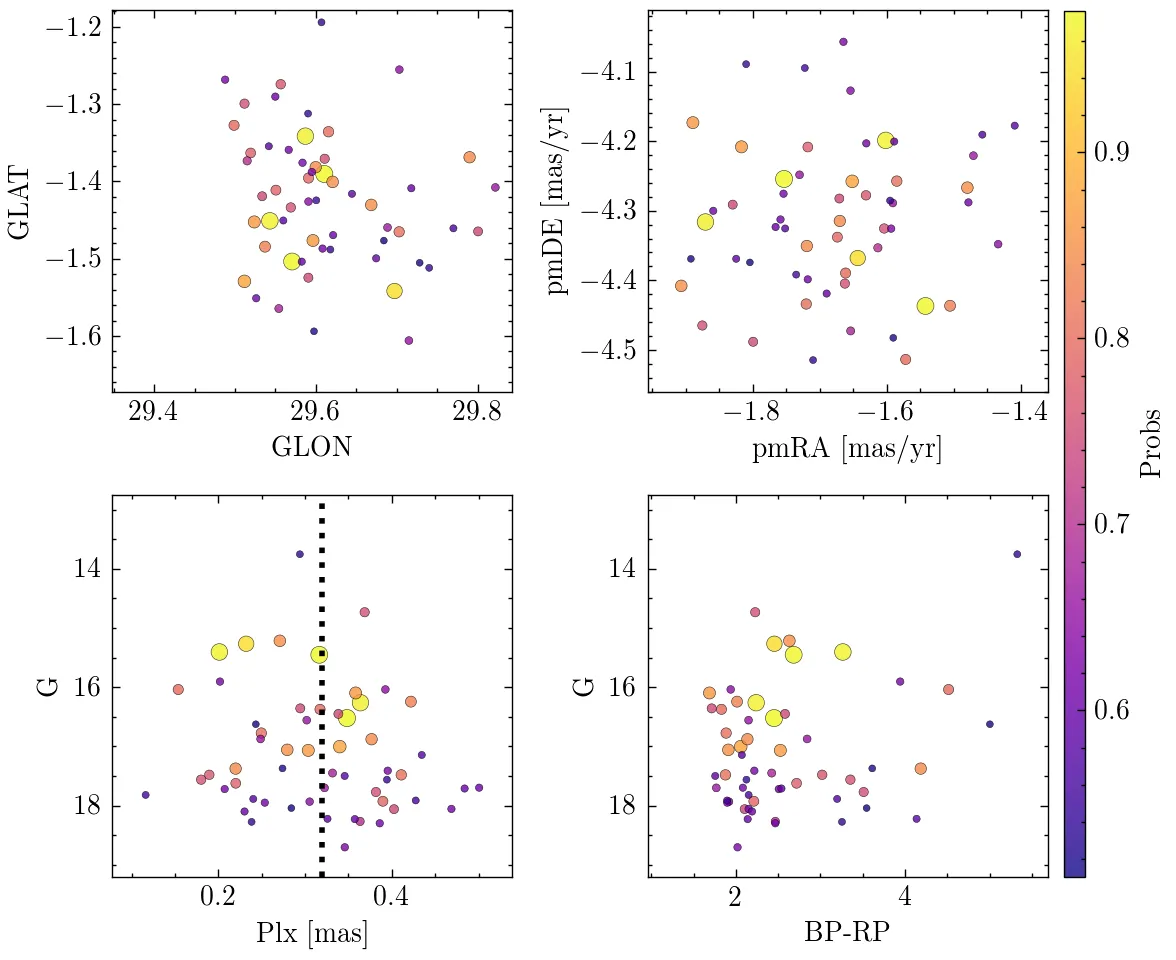 −1.2
−1.3
−1.4
−1.5
−1.6
GLAT
29.4 29.6 29.8
GLON
−4.1
−4.2
−4.3
−4.4
−4.5
pmDE [mas/yr]
−1.8 −1.6 −1.4
pmRA [mas/yr]
14
16
18
G
0.2 0.4
Plx [mas]
14
16
18
G
2 4
BP-RP
0.9
0.8
0.7
0.6
Probs